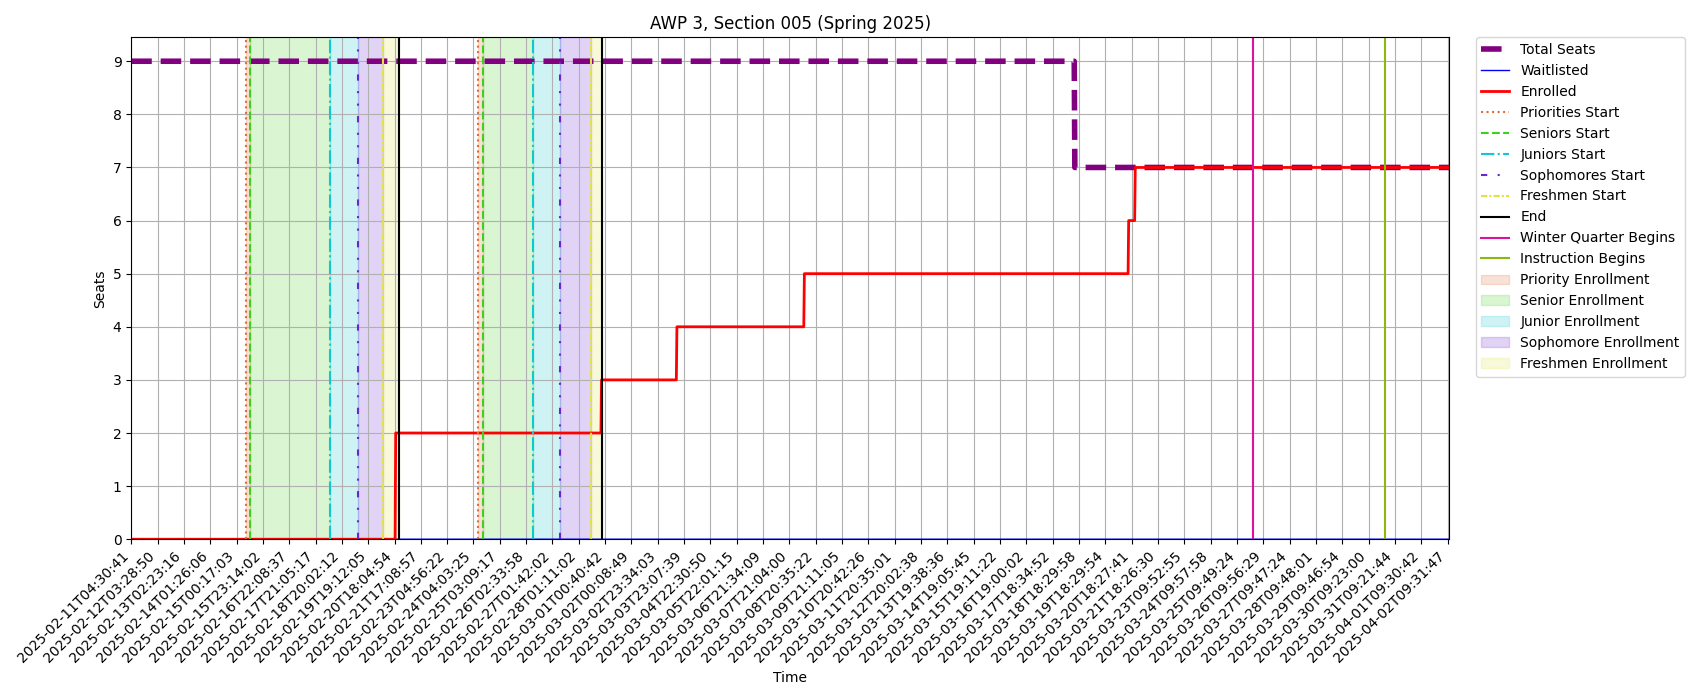 AWP 3, Section 005 (Spring 2025)
9
8
7
6
5
4
3
2
1
0
Seats
2025-02-11T04:30:41
2025-02-12T03:28:50
2025-02-13T02:23:16
2025-02-14T01:26:06
2025-02-15T00:17:03
2025-02-15T23:14:02
2025-02-16T22:08:37
2025-02-17T21:05:17
2025-02-18T20:02:12
2025-02-19T19:12:05
2025-02-20T18:04:54
2025-02-21T17:08:57
2025-02-23T04:56:22
2025-02-24T04:03:25
2025-02-25T03:09:17
2025-02-26T02:33:58
2025-02-27T01:42:02
2025-02-28T01:11:02
2025-03-01T00:40:42
2025-03-02T00:08:49
2025-03-02T23:34:03
2025-03-03T23:07:39
2025-03-04T22:30:50
2025-03-05T22:01:15
2025-03-06T21:34:09
2025-03-07T21:04:00
2025-03-08T20:35:22
2025-03-09T21:11:05
2025-03-10T20:42:26
2025-03-11T20:35:01
2025-03-12T20:02:38
2025-03-13T19:38:36
2025-03-14T19:05:45
2025-03-15T19:11:22
2025-03-16T19:00:02
2025-03-17T18:34:52
2025-03-18T18:29:58
2025-03-19T18:29:54
2025-03-20T18:27:41
2025-03-21T18:26:30
2025-03-23T09:52:55
2025-03-24T09:57:58
2025-03-25T09:49:24
2025-03-26T09:56:29
2025-03-27T09:47:24
2025-03-28T09:48:01
2025-03-29T09:46:54
2025-03-30T09:23:00
2025-03-31T09:21:44
2025-04-01T09:30:42
2025-04-02T09:31:47
Time
Total Seats
Waitlisted
Enrolled
Priorities Start
Seniors Start
Juniors Start
Sophomores Start
Freshmen Start
End
Winter Quarter Begins
Instruction Begins
Priority Enrollment
Senior Enrollment
Junior Enrollment
Sophomore Enrollment
Freshmen Enrollment